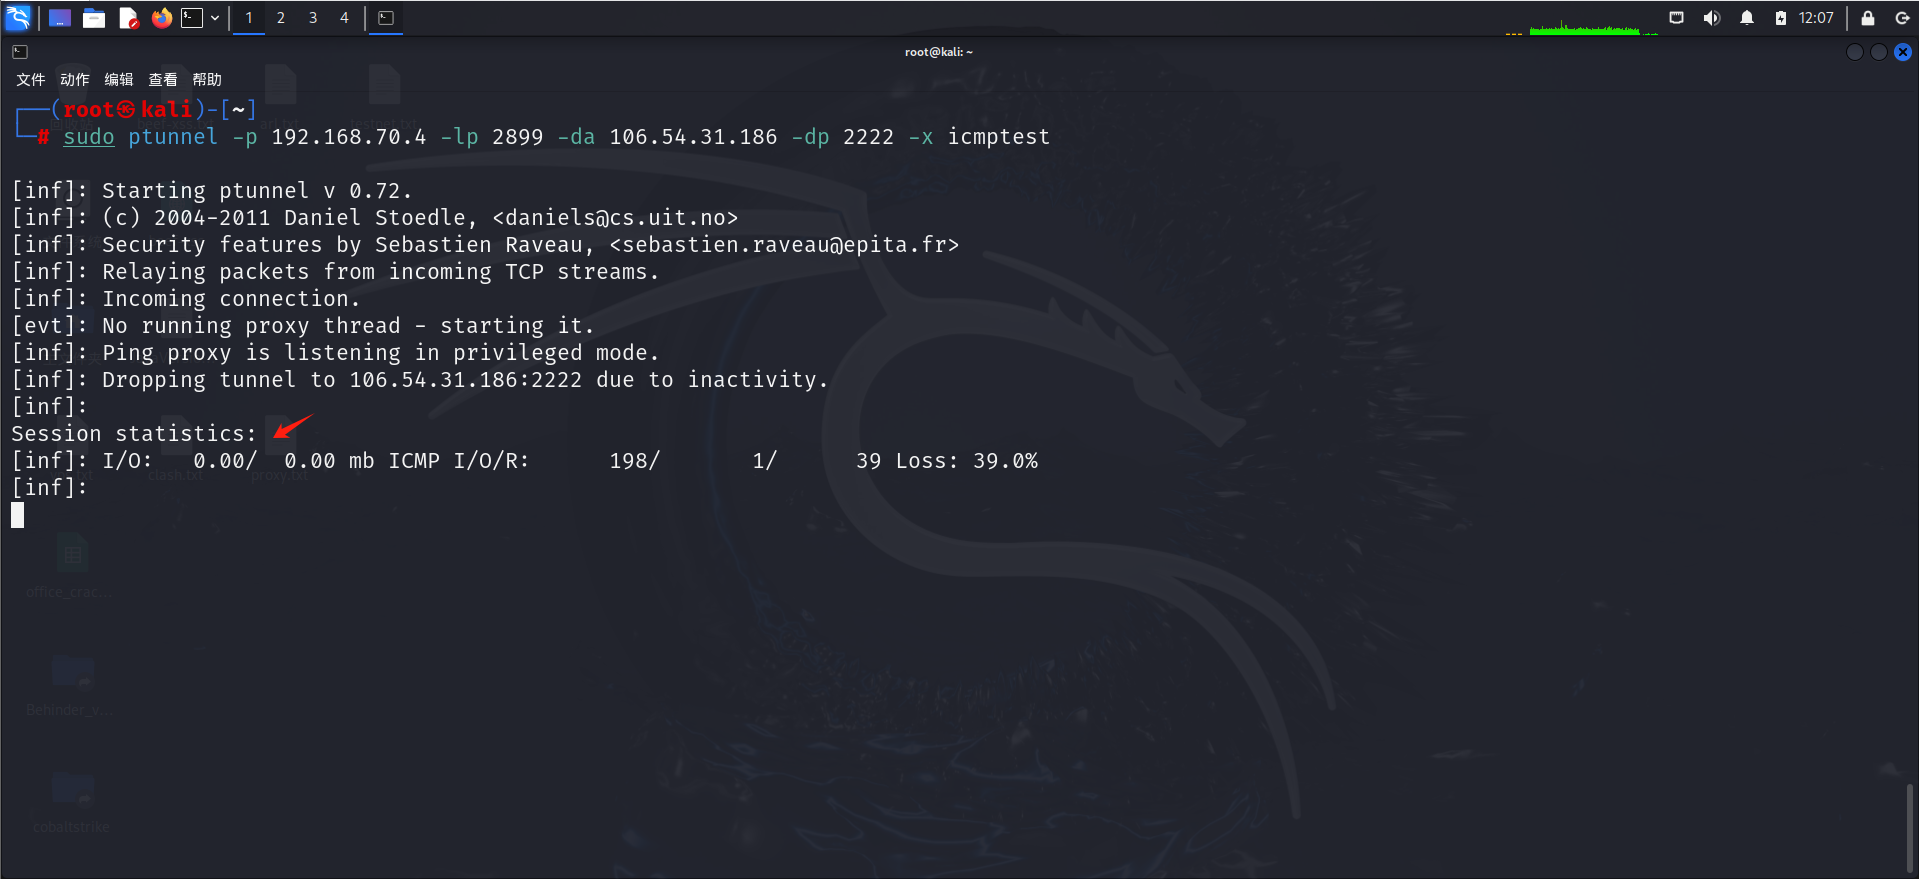 1 2 3 4 12:07
root@kali: ~
文件 动作 编辑 查看 帮助
┌──(root㉿kali)-[~]
└─# sudo ptunnel -p 192.168.70.4 -lp 2899 -da 106.54.31.186 -dp 2222 -x icmptest
[inf]: Starting ptunnel v 0.72.
[inf]: (c) 2004-2011 Daniel Stoedle, <daniels@cs.uit.no>
[inf]: Security features by Sebastien Raveau, <sebastien.raveau@epita.fr>
[inf]: Relaying packets from incoming TCP streams.
[inf]: Incoming connection.
[evt]: No running proxy thread - starting it.
[inf]: Ping proxy is listening in privileged mode.
[inf]: Dropping tunnel to 106.54.31.186:2222 due to inactivity.
[inf]:
Session statistics:
[inf]: I/O:   0.00/  0.00 mb ICMP I/O/R:      198/       1/      39 Loss: 39.0%
clash.txt proxy.txt
[inf]:
office_crac...
Behinder_v...
cobaltstrike